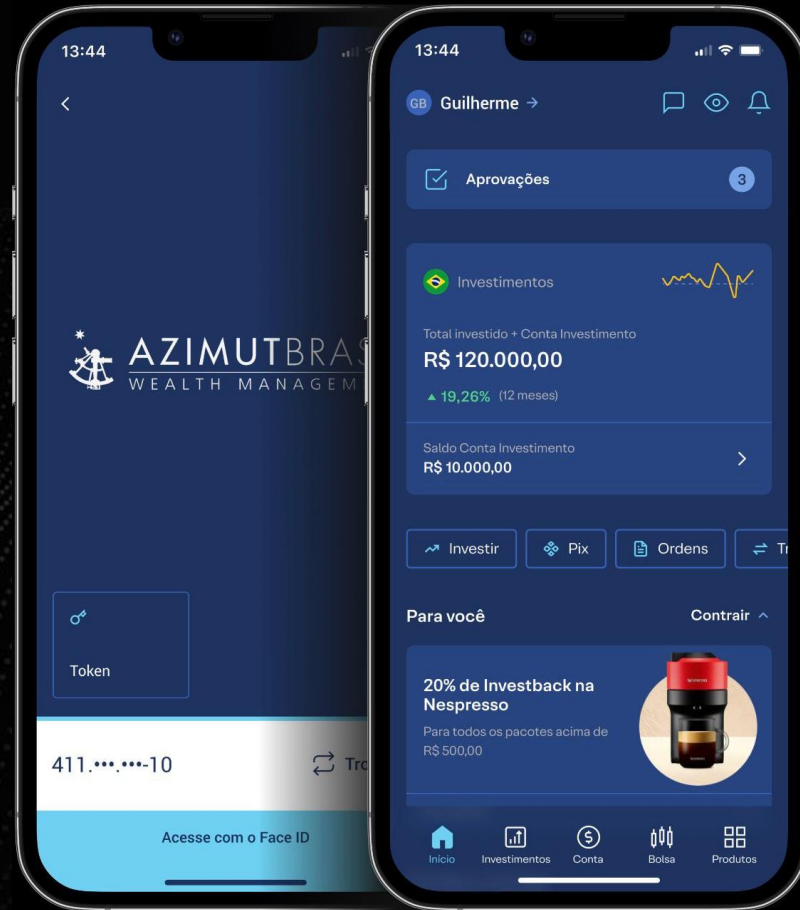 13:44
AZIMUTBRAS
WEALTH MANAGEM
Token
411.•••.•••-10
Acesse com o Face ID
13:44
GB Guilherme →
Aprovações
3
Investimentos
Total investido + Conta Investimento
R$ 120.000,00
▲ 19,26% (12 meses)
Saldo Conta Investimento
R$ 10.000,00
Investir
Pix
Ordens
Para você
Contrair
20% de Investback na
Nespresso
Para todos os pacotes acima de
R$ 500,00
Início
Investimentos
Conta
Bolsa
Produtos